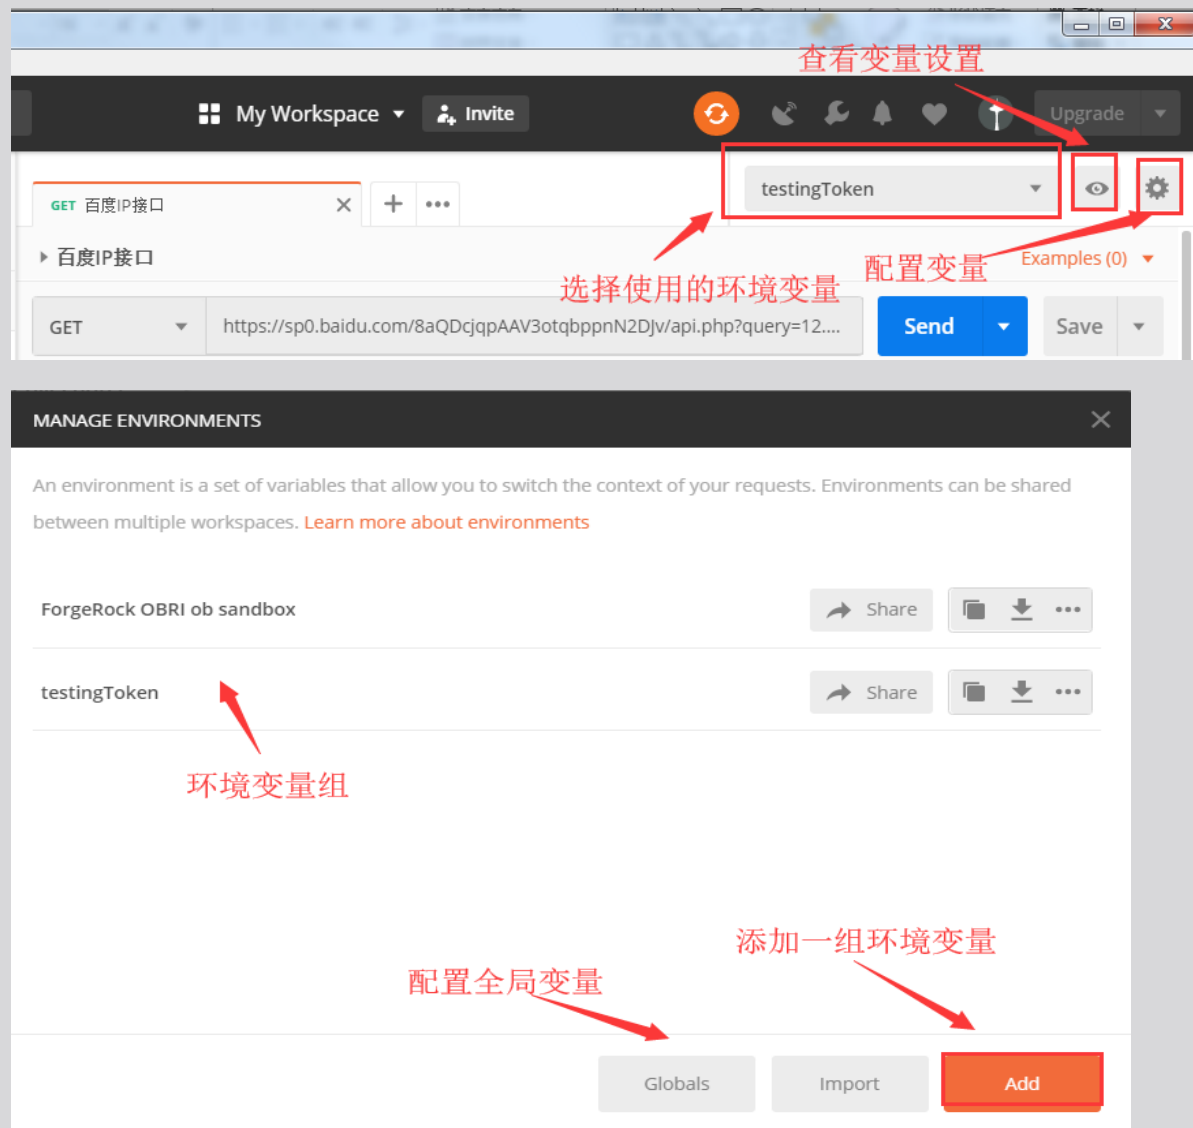 查看变量设置
My Workspace
Invite
Upgrade
GET 百度IP接口
testingToken
百度IP接口
选择使用的环境变量
配置变量
Examples (0)
GET
https://sp0.baidu.com/8aQDcjqpAAV3otqbppnN2DJv/api.php?query=12....
Send
Save
MANAGE ENVIRONMENTS
An environment is a set of variables that allow you to switch the context of your requests. Environments can be shared
between multiple workspaces. Learn more about environments
ForgeRock OBRI ob sandbox
Share
testingToken
Share
环境变量组
添加一组环境变量
配置全局变量
Globals
Import
Add